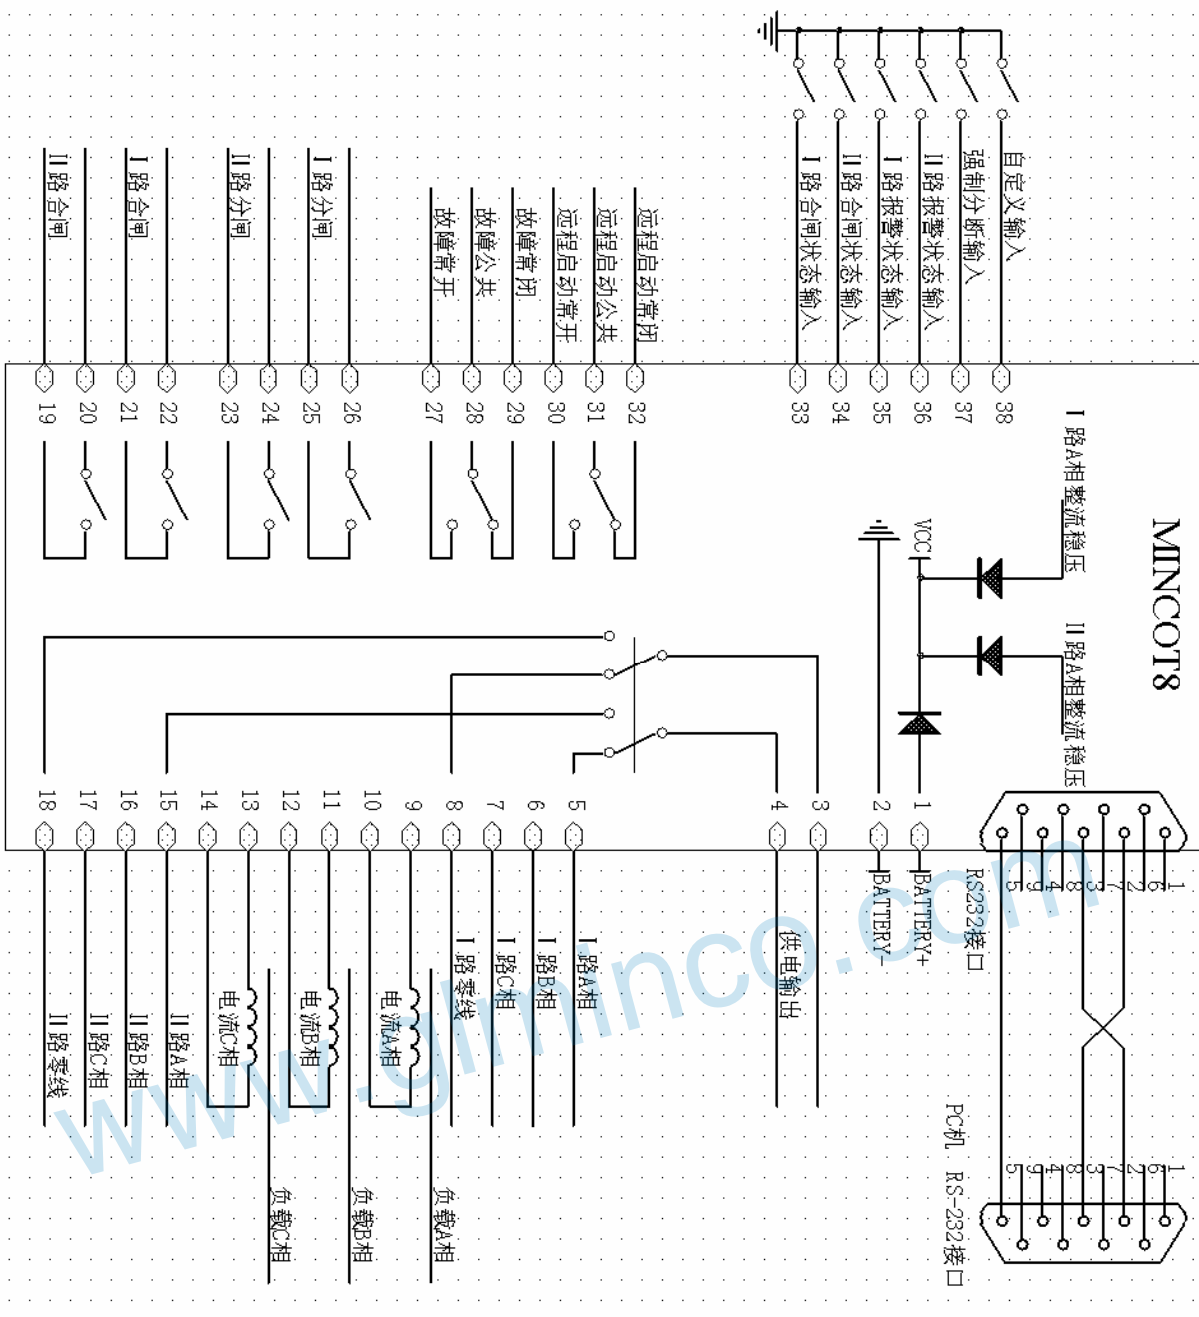 自定义输入
强制分断输入
II路报警状态输入
I路报警状态输入
II路合闸状态输入
I路合闸状态输入
远程启动常闭
远程启动公共
远程启动常开
故障常闭
故障公共
故障常开
I路分闸
II路分闸
I路合闸
II路合闸
38
37
36
35
34
33
32
31
30
29
28
27
26
25
24
23
22
21
20
19
MINCOT8
I路A相整流稳压
II路A相整流稳压
VCC
1
2
3
4
5
6
7
8
9
10
11
12
13
14
15
16
17
18
1
6
2
7
3
8
4
9
5
RS232接口
BATTERY+
BATTERY-
供电输出
I路A相
I路B相
I路C相
I路零线
电流A相
电流B相
电流C相
II路A相
II路B相
II路C相
II路零线
负载A相
负载B相
负载C相
1
6
2
7
3
8
4
9
5
PC机 RS-232接口
www.glminco.com